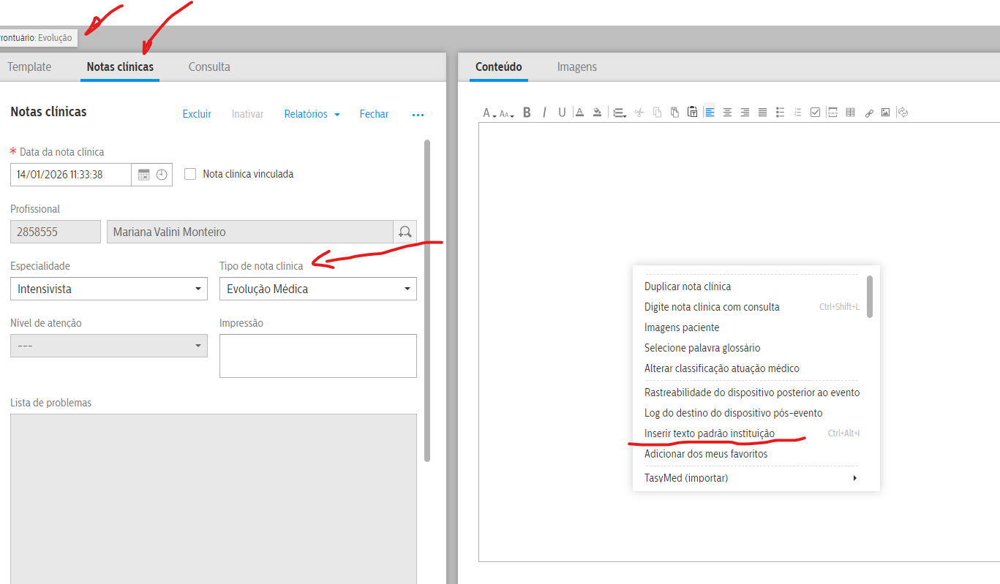 rontuário: Evolução
Template Notas clínicas Consulta
Notas clínicas Excluir Inativar Relatórios Fechar ...
* Data da nota clínica
14/01/2026 11:33:38 Nota clínica vinculada
Profissional
2858555 Mariana Valini Monteiro
Especialidade Tipo de nota clínica
Intensivista Evolução Médica
Nível de atenção Impressão
---
Lista de problemas
Conteúdo Imagens
A AA B I U A
Duplicar nota clínica
Digite nota clínica com consulta Ctrl+Shift+L
Imagens paciente
Selecione palavra glossário
Alterar classificação atuação médico
Rastreabilidade do dispositivo posterior ao evento
Log do destino do dispositivo pós-evento
Inserir texto padrão instituição Ctrl+Alt+I
Adicionar dos meus favoritos
TasyMed (importar)